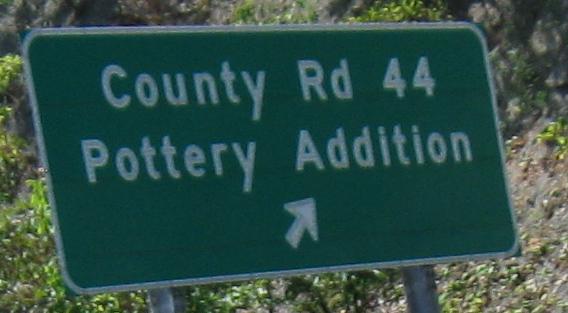 County Rd 44
Pottery Addition